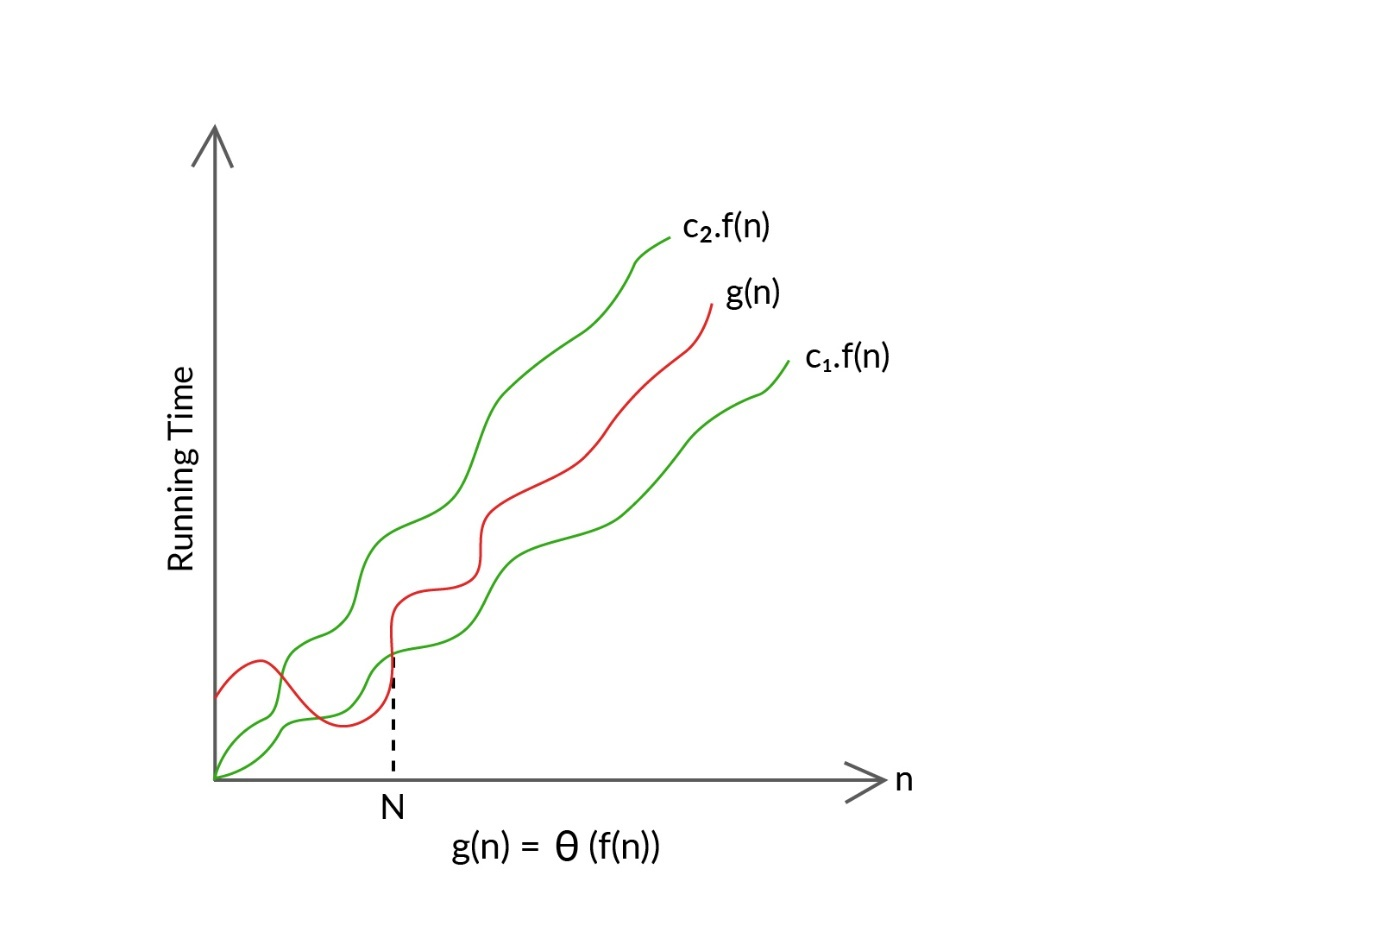 c₂.f(n)
g(n)
c₁.f(n)
Running Time
n
N
g(n) = θ (f(n))